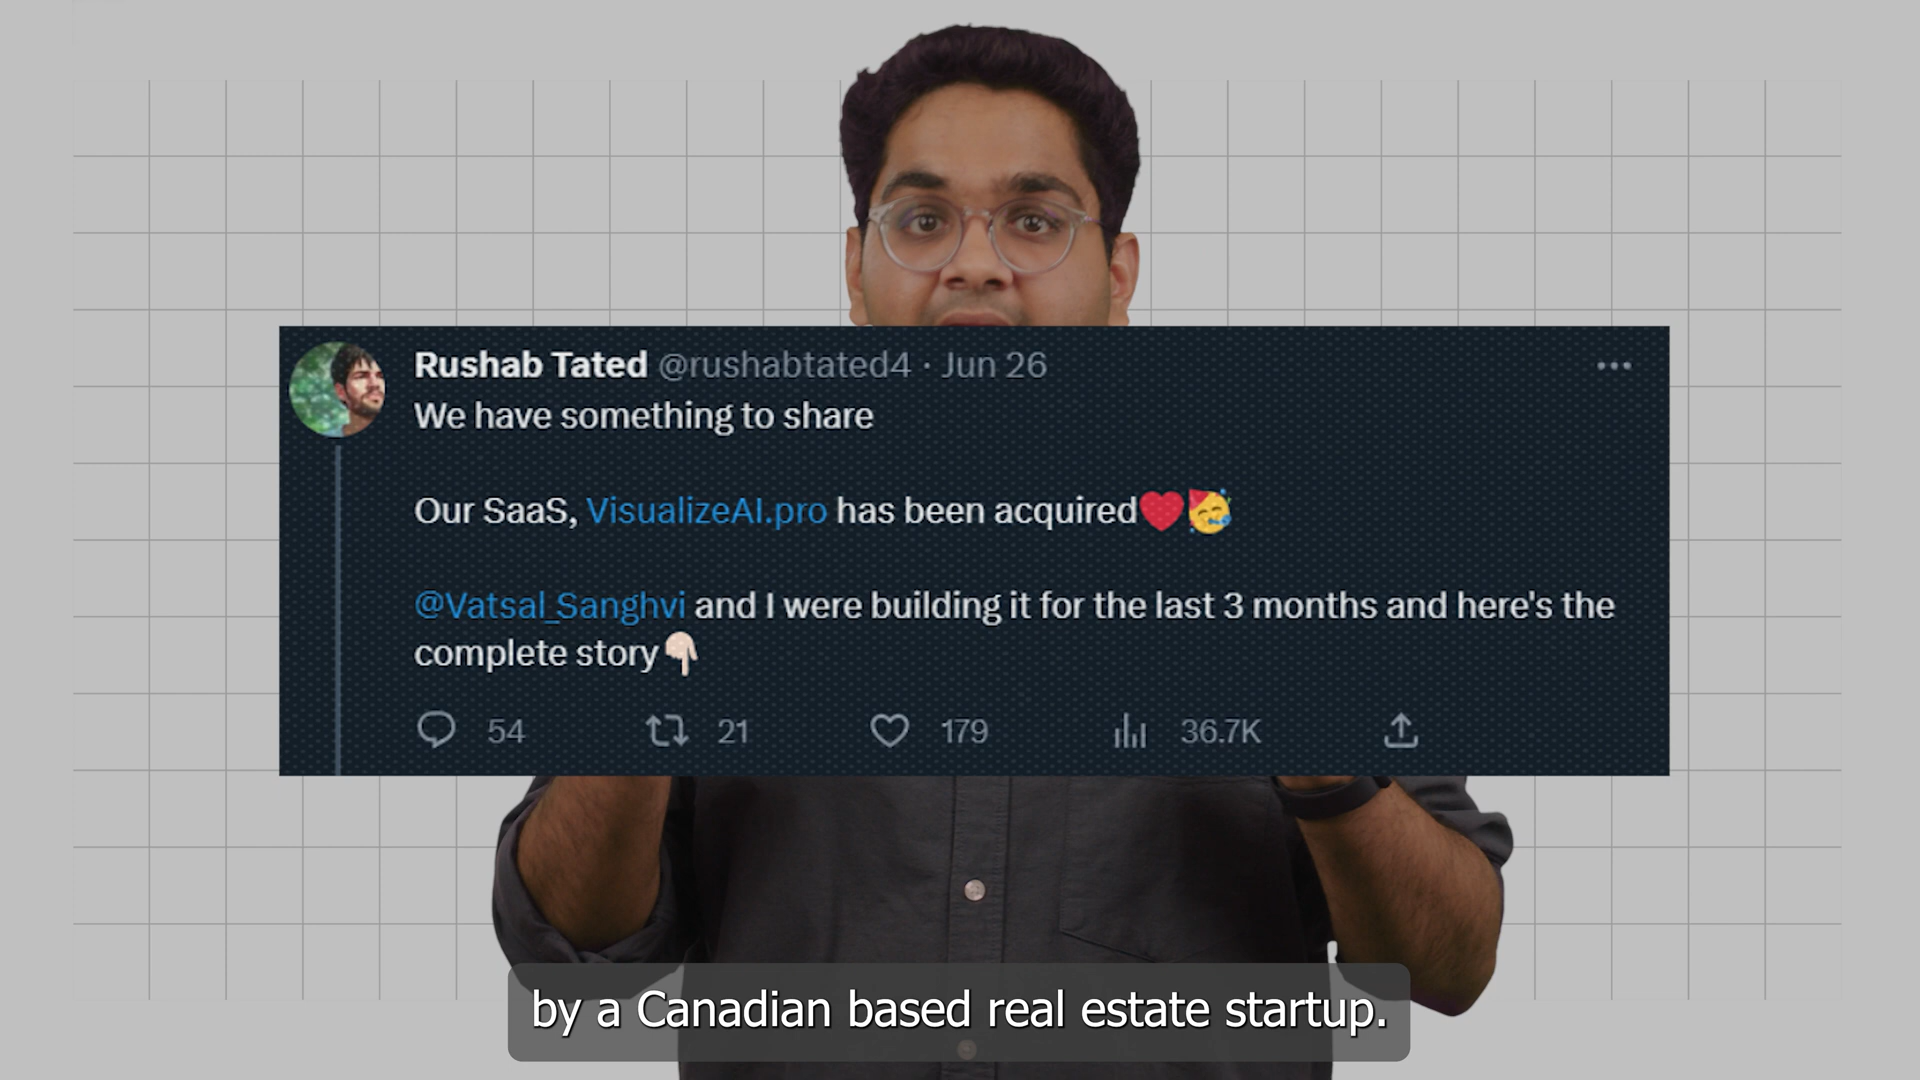 Rushab Tated @rushabtated4 · Jun 26
We have something to share
Our SaaS, VisualizeAI.pro has been acquired❤️🥳
@Vatsal_Sanghvi and I were building it for the last 3 months and here's the
complete story👇🏻
54 21 179 36.7K
by a Canadian based real estate startup.